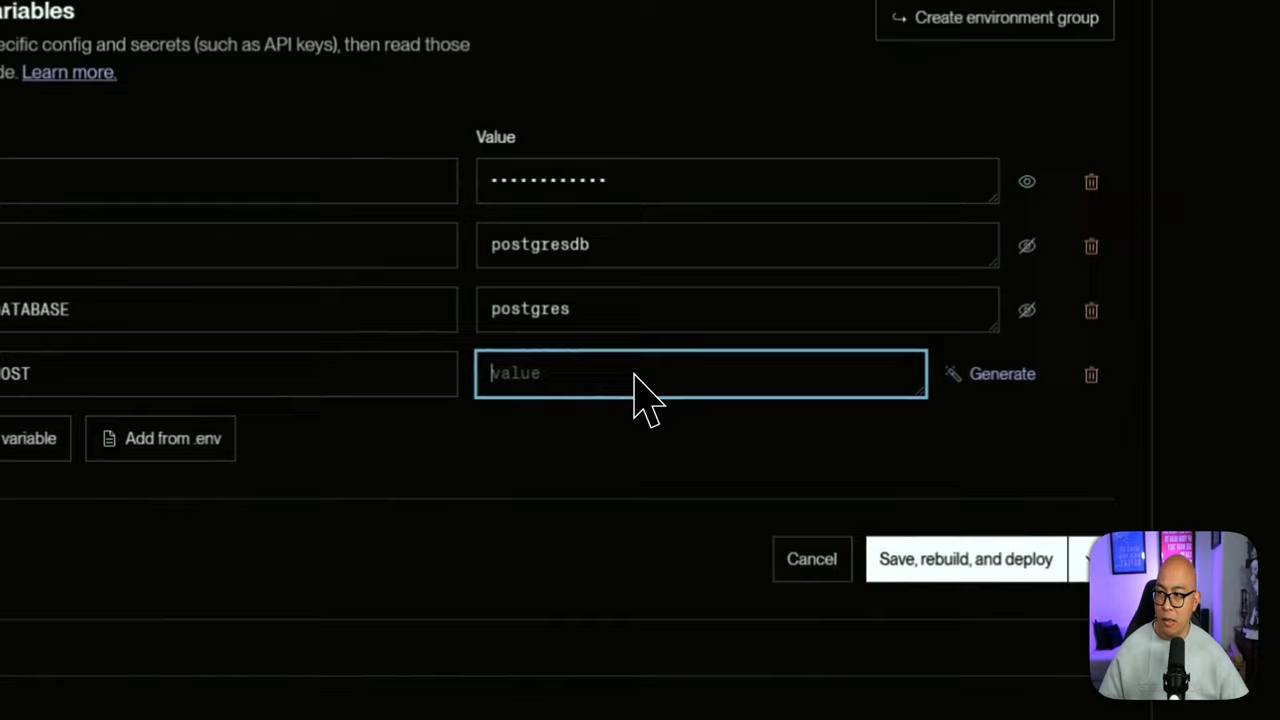 ariables
Create environment group
ecific config and secrets (such as API keys), then read those
de. Learn more.
Value
••••••••••••
postgresdb
ATABASE
postgres
OST
value
Generate
variable
Add from .env
Cancel
Save, rebuild, and deploy